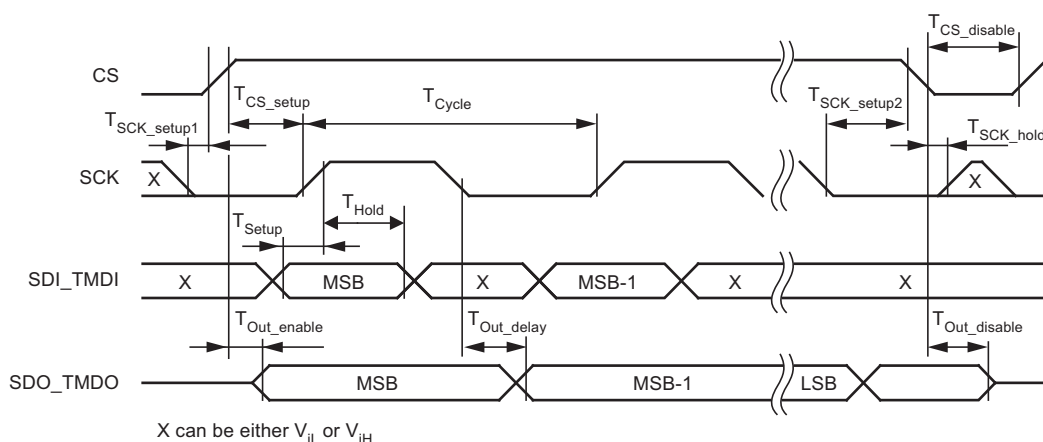 T_CS_disable
CS
T_CS_setup
T_Cycle
T_SCK_setup2
T_SCK_setup1
T_SCK_hold
SCK
X
X
T_Hold
T_Setup
SDI_TMDI
X
MSB
X
MSB-1
X
X
T_Out_enable
T_Out_delay
T_Out_disable
SDO_TMDO
MSB
MSB-1
LSB
X can be either V_iL or V_iH